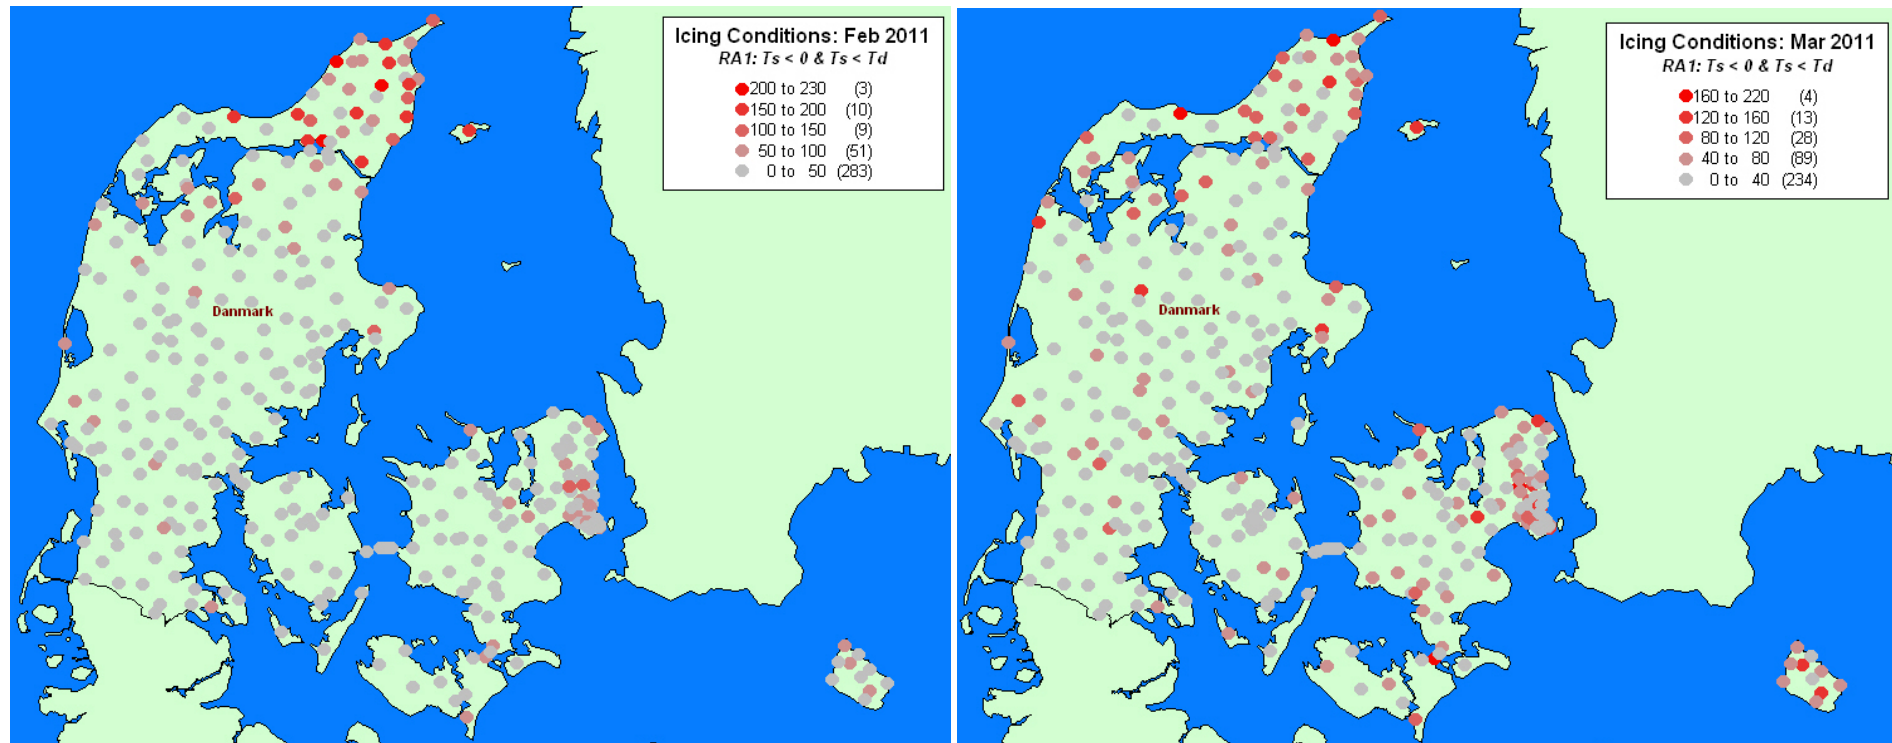 Icing Conditions: Feb 2011
RA1: Ts < 0 & Ts < Td
200 to 230 (3)
150 to 200 (10)
100 to 150 (9)
50 to 100 (51)
0 to 50 (283)
Danmark
Icing Conditions: Mar 2011
RA1: Ts < 0 & Ts < Td
160 to 220 (4)
120 to 160 (13)
80 to 120 (28)
40 to 80 (89)
0 to 40 (234)
Danmark